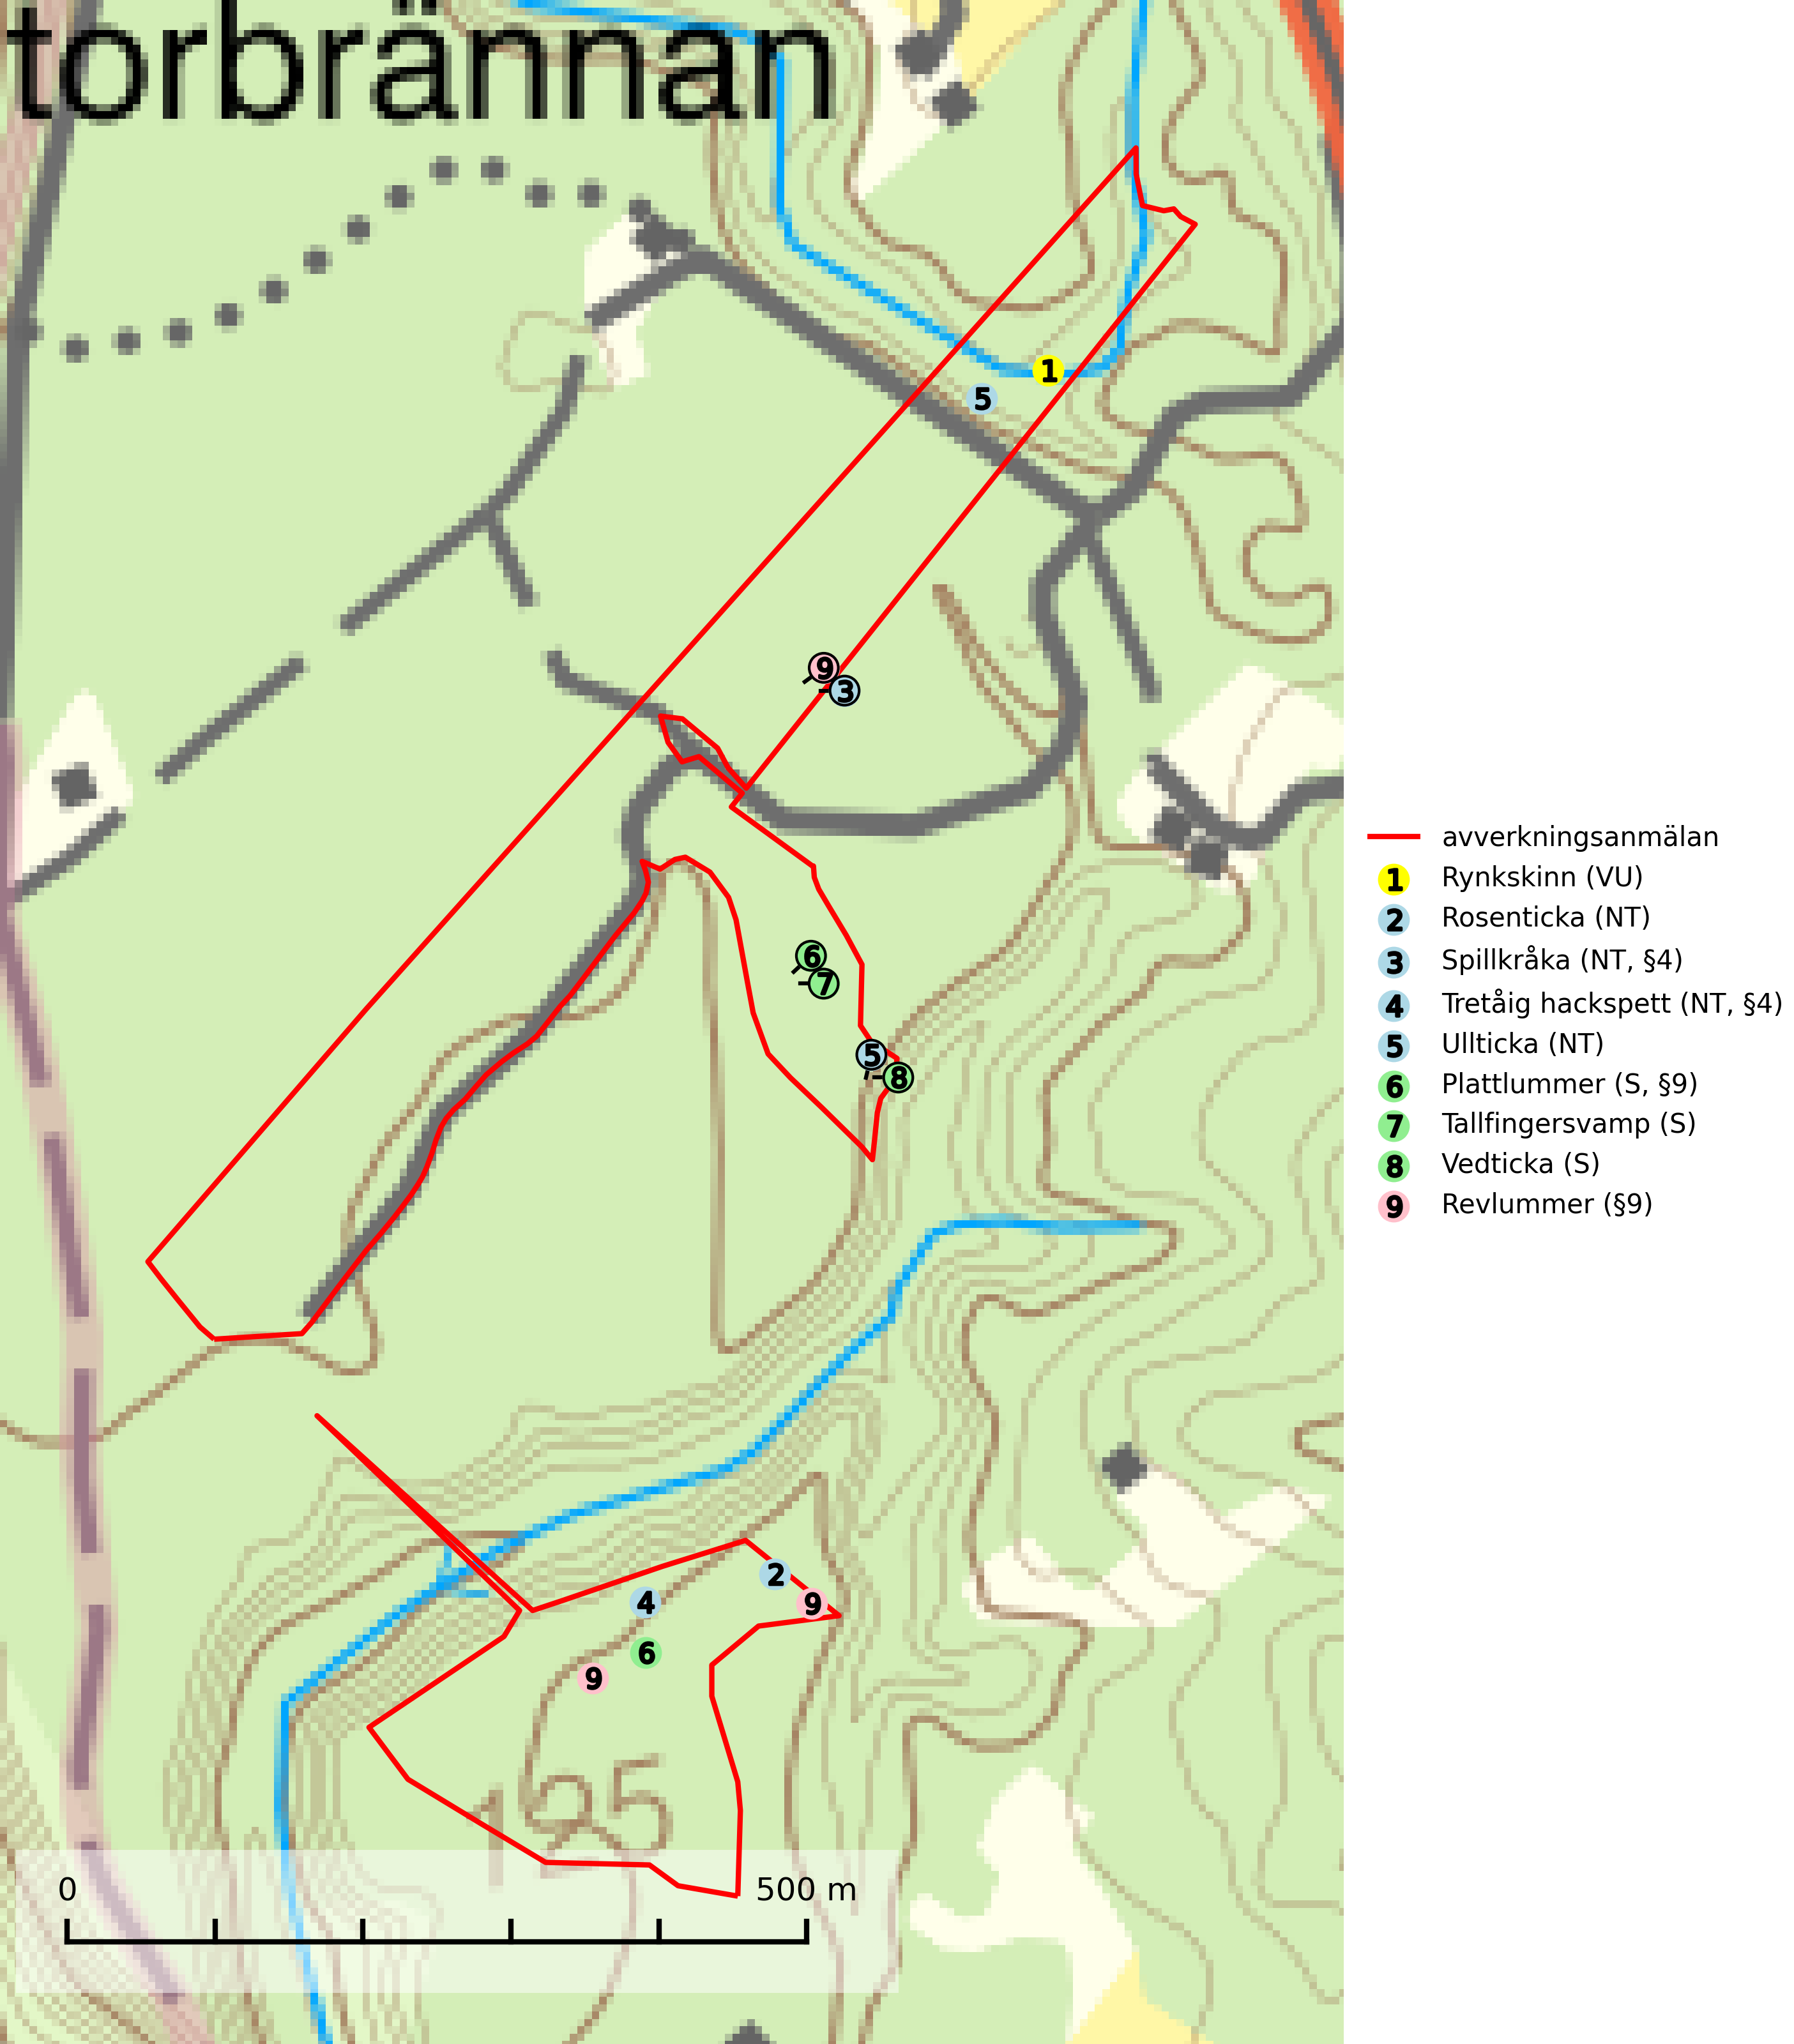 torbrännan
1
5
9
3
6
7
5
8
2
4
9
6
9
125
0
500 m
avverkningsanmälan
1 Rynkskinn (VU)
2 Rosenticka (NT)
3 Spillkråka (NT, §4)
4 Tretåig hackspett (NT, §4)
5 Ullticka (NT)
6 Plattlummer (S, §9)
7 Tallfingersvamp (S)
8 Vedticka (S)
9 Revlummer (§9)